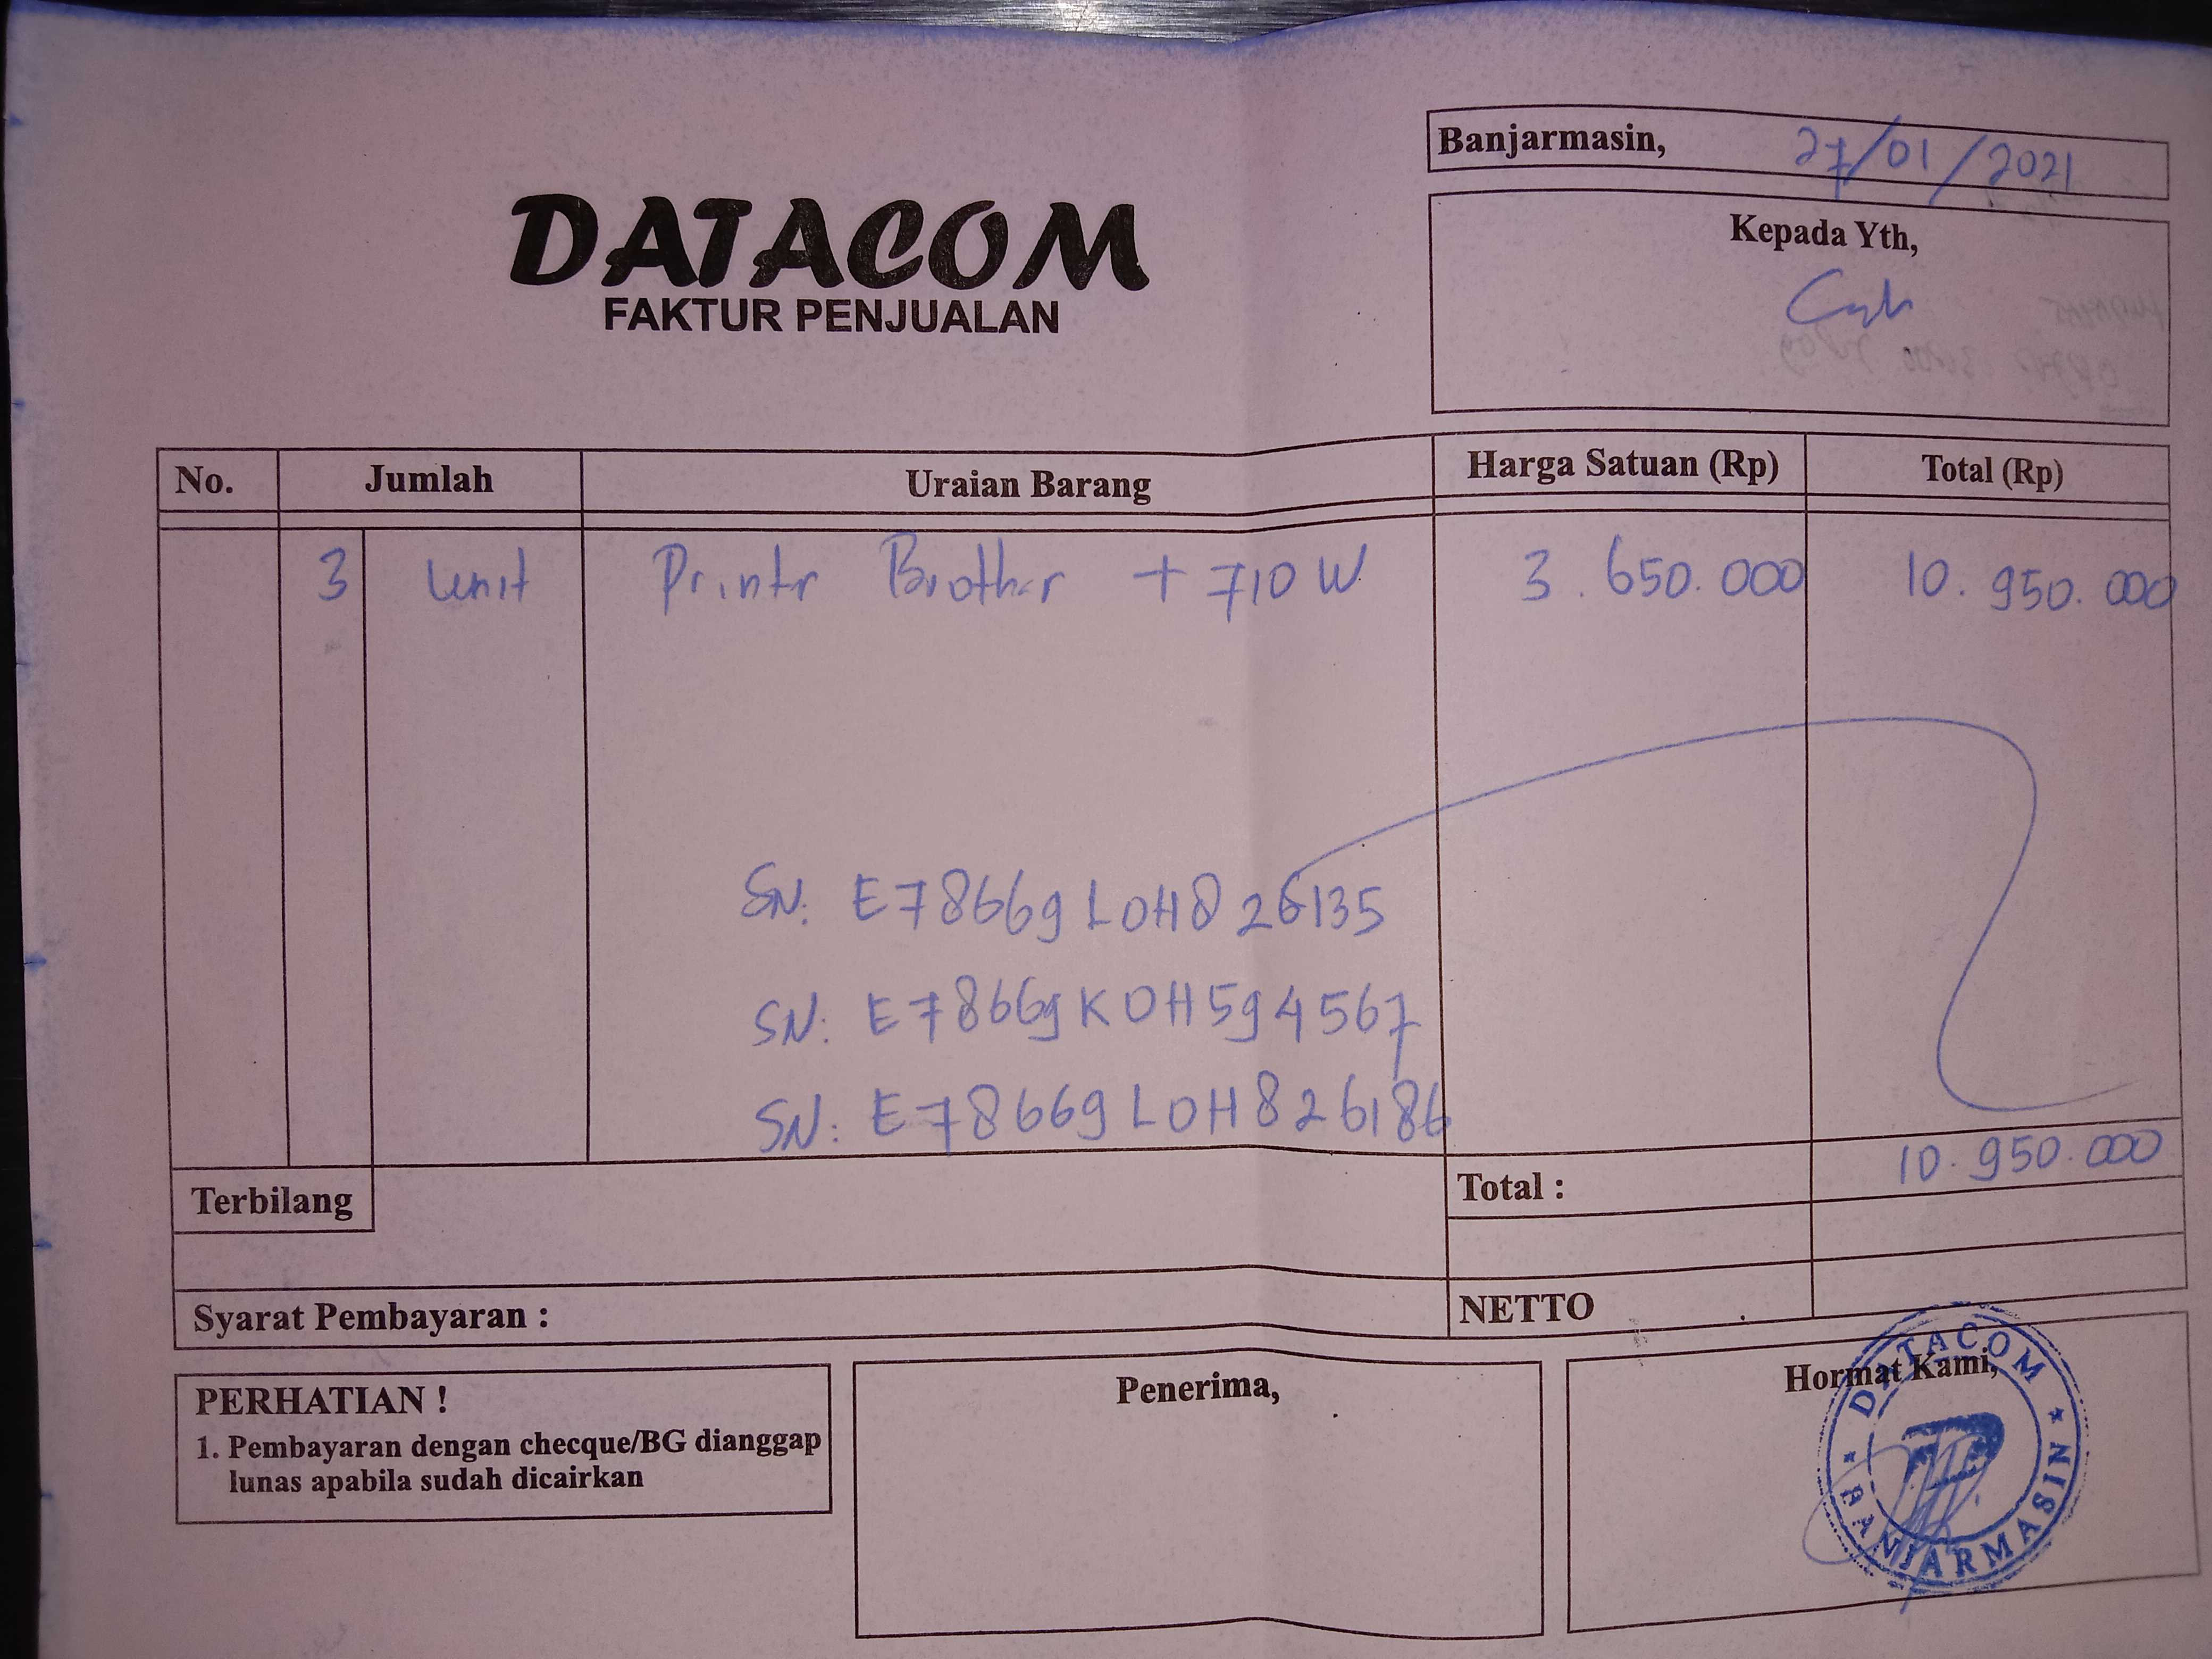 Banjarmasin, 27/01/2021
DATACOM
FAKTUR PENJUALAN
Kepada Yth,
No. Jumlah Uraian Barang Harga Satuan (Rp) Total (Rp)
3 Unit Printr Brother T 710 W 3.650.000 10.950.000
SN: E78669L0H826135
SN: E78669K0H594567
SN: E78669L0H826186
Terbilang
Total : 10.950.000
Syarat Pembayaran :
NETTO
PERHATIAN !
1. Pembayaran dengan checque/BG dianggap
lunas apabila sudah dicairkan
Penerima,
Hormat Kami,
DATACOM
BANJARMASIN